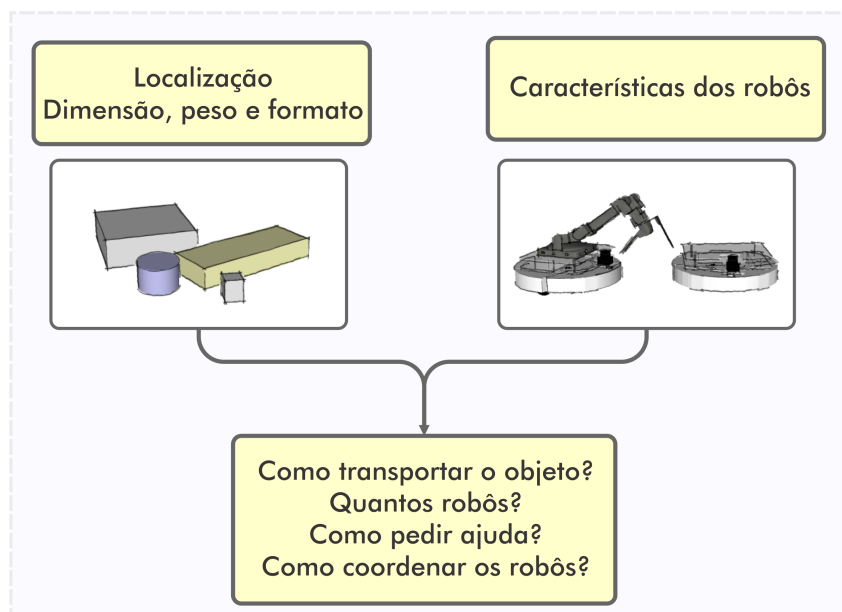 Localização
Dimensão, peso e formato
Características dos robôs
Como transportar o objeto?
Quantos robôs?
Como pedir ajuda?
Como coordenar os robôs?